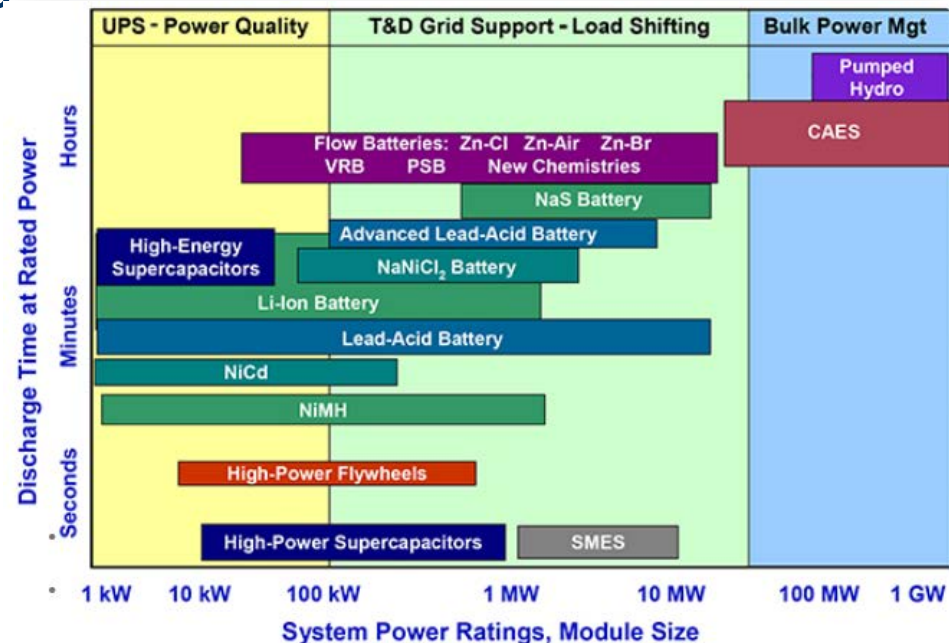 UPS - Power Quality
T&D Grid Support - Load Shifting
Bulk Power Mgt
Pumped
Hydro
CAES
Flow Batteries: Zn-Cl Zn-Air Zn-Br
VRB PSB New Chemistries
NaS Battery
Advanced Lead-Acid Battery
High-Energy
Supercapacitors
NaNiCl₂ Battery
Li-Ion Battery
Lead-Acid Battery
NiCd
NiMH
High-Power Flywheels
High-Power Supercapacitors
SMES
Discharge Time at Rated Power
Hours
Minutes
Seconds
1 kW 10 kW 100 kW 1 MW 10 MW 100 MW 1 GW
System Power Ratings, Module Size